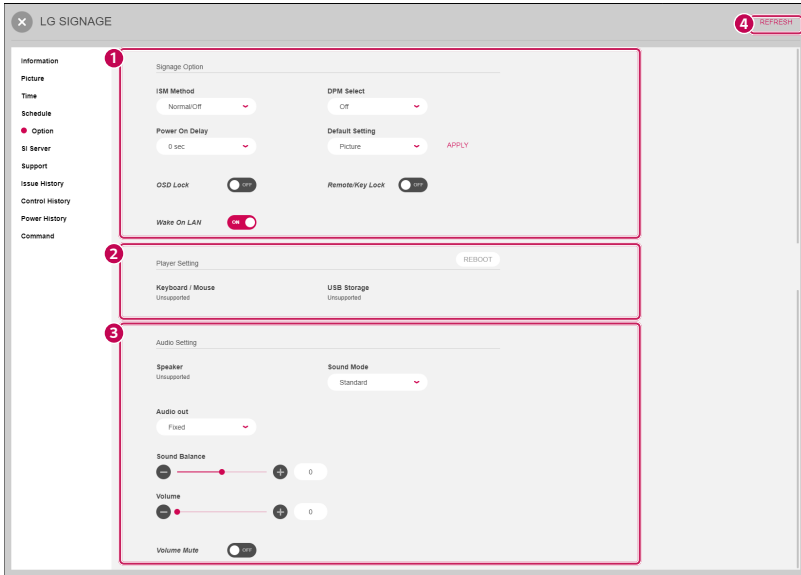 LG SIGNAGE
4
REFRESH
Information
Picture
Time
Schedule
Option
SI Server
Support
Issue History
Control History
Power History
Command
1
Signage Option
ISM Method
DPM Select
Normal/Off
Off
Power On Delay
Default Setting
0 sec
Picture
APPLY
OSD Lock
OFF
Remote/Key Lock
OFF
Wake On LAN
ON
2
Player Setting
REBOOT
Keyboard / Mouse
USB Storage
Unsupported
Unsupported
3
Audio Setting
Speaker
Sound Mode
Unsupported
Standard
Audio out
Fixed
Sound Balance
0
Volume
0
Volume Mute
OFF